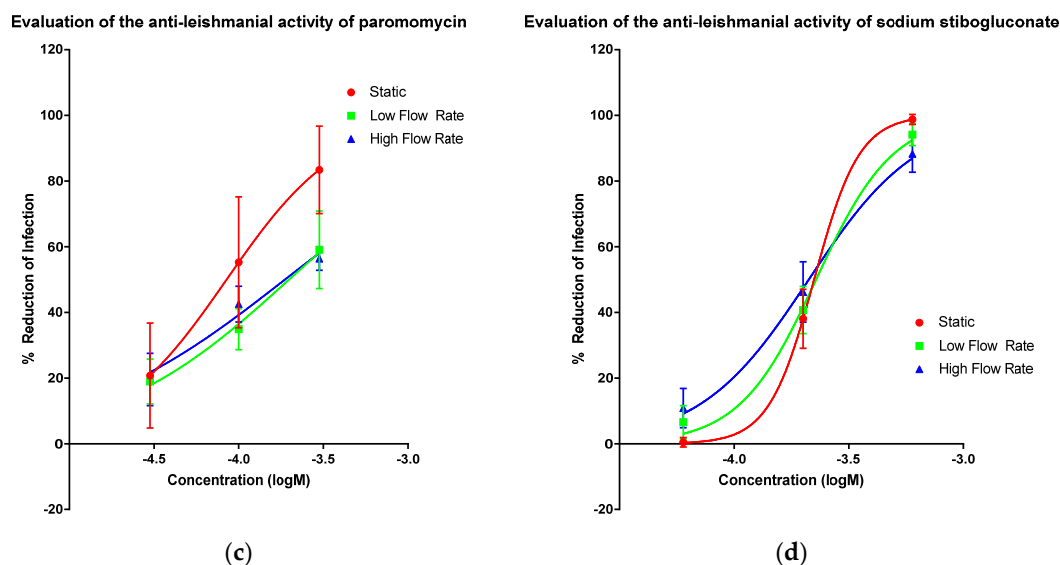 Evaluation of the anti-leishmanial activity of paromomycin
120
100
80
60
40
20
0
-20
% Reduction of Infection
-4.5
-4.0
-3.5
-3.0
Concentration (logM)
Static
Low Flow Rate
High Flow Rate
(c)
Evaluation of the anti-leishmanial activity of sodium stibogluconate
120
100
80
60
40
20
0
-20
% Reduction of Infection
-4.0
-3.5
-3.0
Concentration (logM)
Static
Low Flow Rate
High Flow Rate
(d)